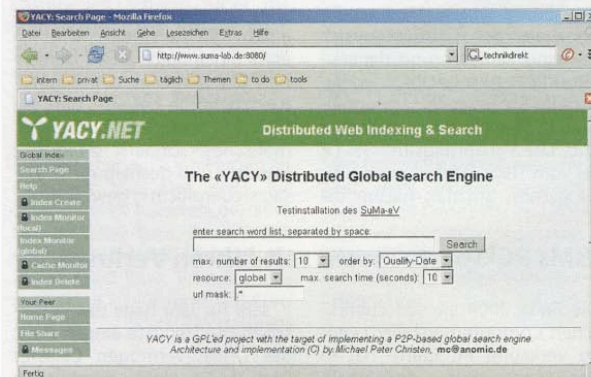 YACY: Search Page - Mozilla Firefox
Datei Bearbeiten Ansicht Gehe Lesezeichen Extras Hilfe
http://www.suma-lab.de:8080/
technikdirekt
intern privat Suche täglich Themen to do tools
YACY: Search Page
YACY.NET
Distributed Web Indexing & Search
Global Index
Search Page
Help
Index Create
Index Monitor
(local)
Index Monitor
(global)
Cache Monitor
Index Delete
Your Peer
Home Page
File Share
Messages
The «YACY» Distributed Global Search Engine
Testinstallation des SuMa-eV
enter search word list, separated by space:
Search
max. number of results: 10 order by: Quality-Date
resource: global max. search time (seconds): 10
url mask: .*
YACY is a GPL'ed project with the target of implementing a P2P-based global search engine.
Architecture and implementation (C) by Michael Peter Christen, mc@anomic.de
Fertig